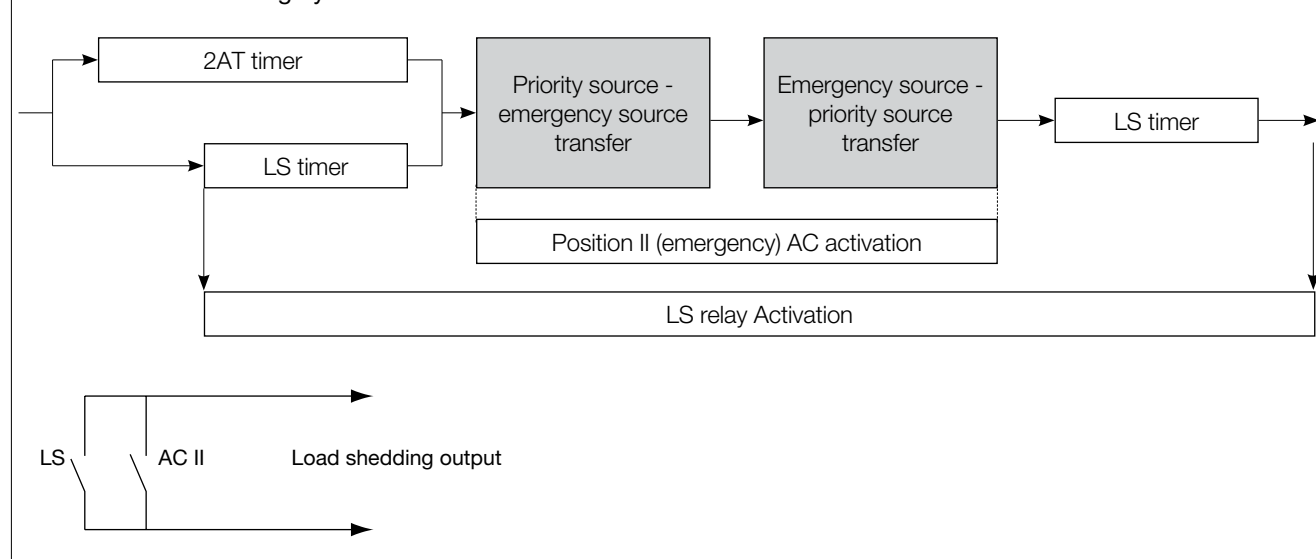 2AT timer
LS timer
Priority source -
emergency source
transfer
Emergency source -
priority source
transfer
LS timer
Position II (emergency) AC activation
LS relay Activation
LS
AC II
Load shedding output